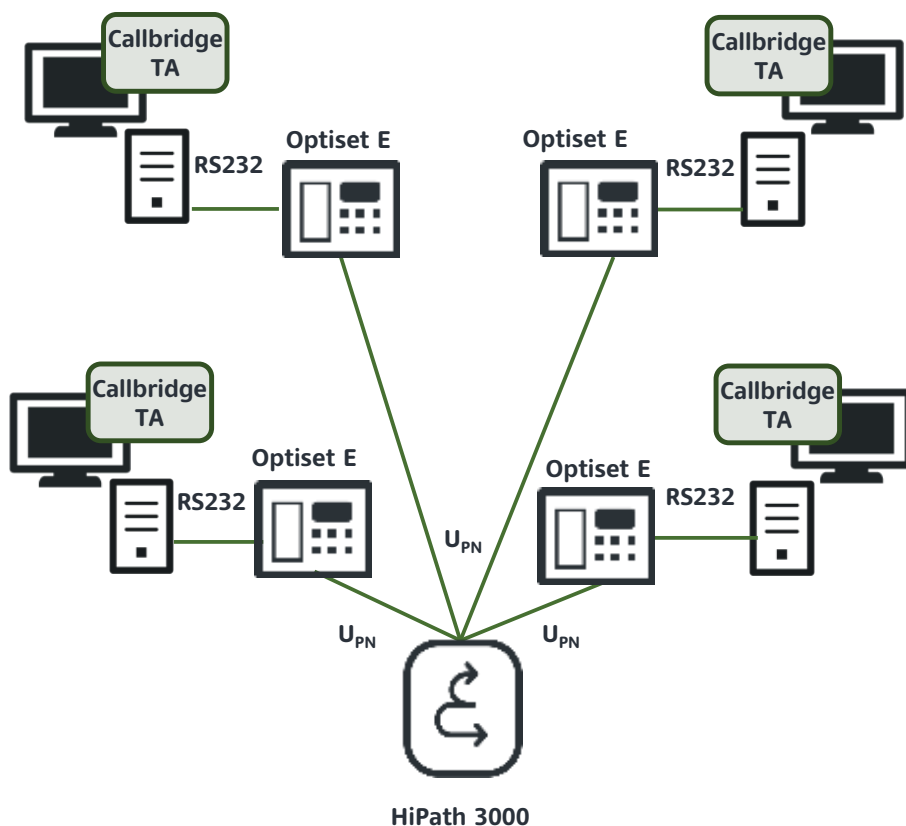 Callbridge
TA
Callbridge
TA
Optiset E
Optiset E
RS232
RS232
Callbridge
TA
Callbridge
TA
Optiset E
Optiset E
RS232
RS232
UPN
UPN
UPN
HiPath 3000